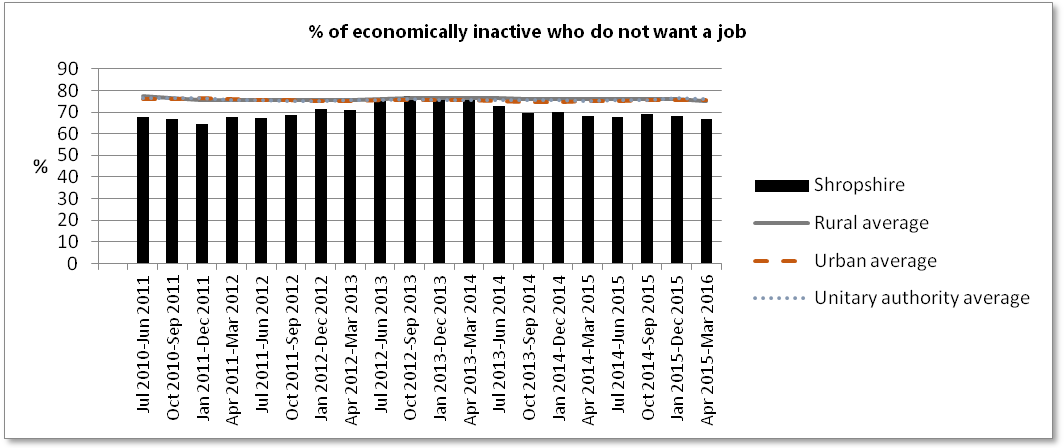 % of economically inactive who do not want a job
90
80
70
60
50
40
30
20
10
0
%
Jul 2010-Jun 2011
Oct 2010-Sep 2011
Jan 2011-Dec 2011
Apr 2011-Mar 2012
Jul 2011-Jun 2012
Oct 2011-Sep 2012
Jan 2012-Dec 2012
Apr 2012-Mar 2013
Jul 2012-Jun 2013
Oct 2012-Sep 2013
Jan 2013-Dec 2013
Apr 2013-Mar 2014
Jul 2013-Jun 2014
Oct 2013-Sep 2014
Jan 2014-Dec 2014
Apr 2014-Mar 2015
Jul 2014-Jun 2015
Oct 2014-Sep 2015
Jan 2015-Dec 2015
Apr 2015-Mar 2016
Shropshire
Rural average
Urban average
Unitary authority average